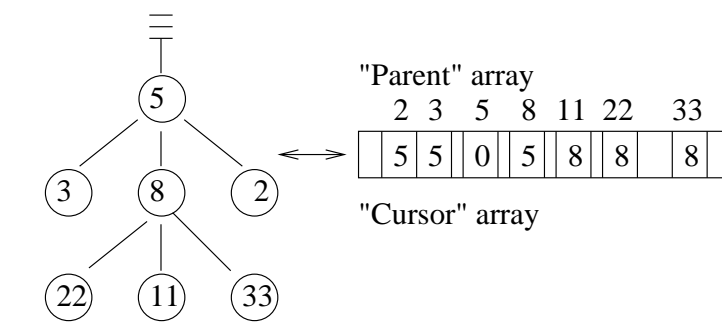 5
3 8 2
22 11 33
"Parent" array
2 3 5 8 11 22 33
5 5 0 5 8 8 8
"Cursor" array